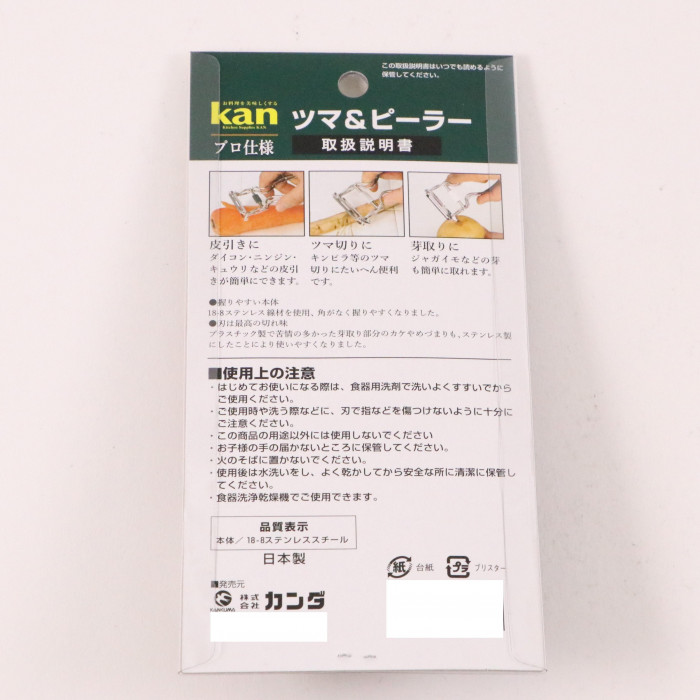 この取扱説明書はいつでも読めるように
保管してください。
お料理を美味しくする
kan
Kitchen Supplies KAN
プロ仕様
ツマ&ピーラー
取扱説明書
皮引きに
ダイコン・ニンジン・
キュウリなどの皮引
きが簡単にできます。
ツマ切りに
キンピラ等のツマ
切りにたいへん便利
です。
芽取りに
ジャガイモなどの芽
も簡単に取れます。
●握りやすい本体
18-8ステンレス線材を使用、角がなく握りやすくなりました。
●刃は最高の切れ味
プラスチック製で苦情の多かった芽取り部分のカケやめづまりも、ステンレス製
にしたことにより使いやすくなりました。
■使用上の注意
・はじめてお使いになる際は、食器用洗剤で洗いよくすすいでから
ご使用ください。
・ご使用時や洗う際などに、刃で指などを傷つけないように十分に
ご注意ください。
・この商品の用途以外には使用しないでください
・お子様の手の届かないところに保管してください。
・火のそばに置かないでください。
・使用後は水洗いをし、よく乾かしてから安全な所に清潔に保管し
てください。
・食器洗浄乾燥機でご使用できます。
品質表示
本体/18-8ステンレススチール
日本製
紙 台紙 プラ ブリスター
■発売元
KANKUMA 株式会社 カンダ